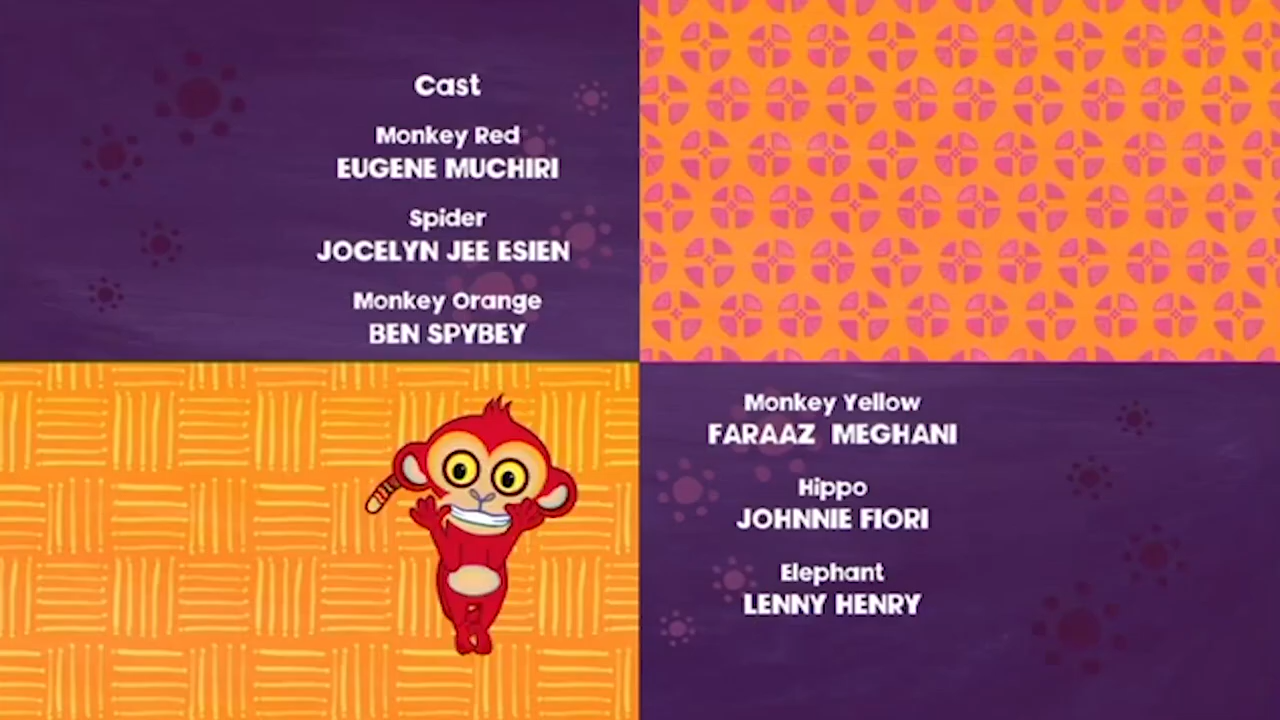 Cast
Monkey Red
EUGENE MUCHIRI
Spider
JOCELYN JEE ESIEN
Monkey Orange
BEN SPYBEY
Monkey Yellow
FARAAZ MEGHANI
Hippo
JOHNNIE FIORI
Elephant
LENNY HENRY